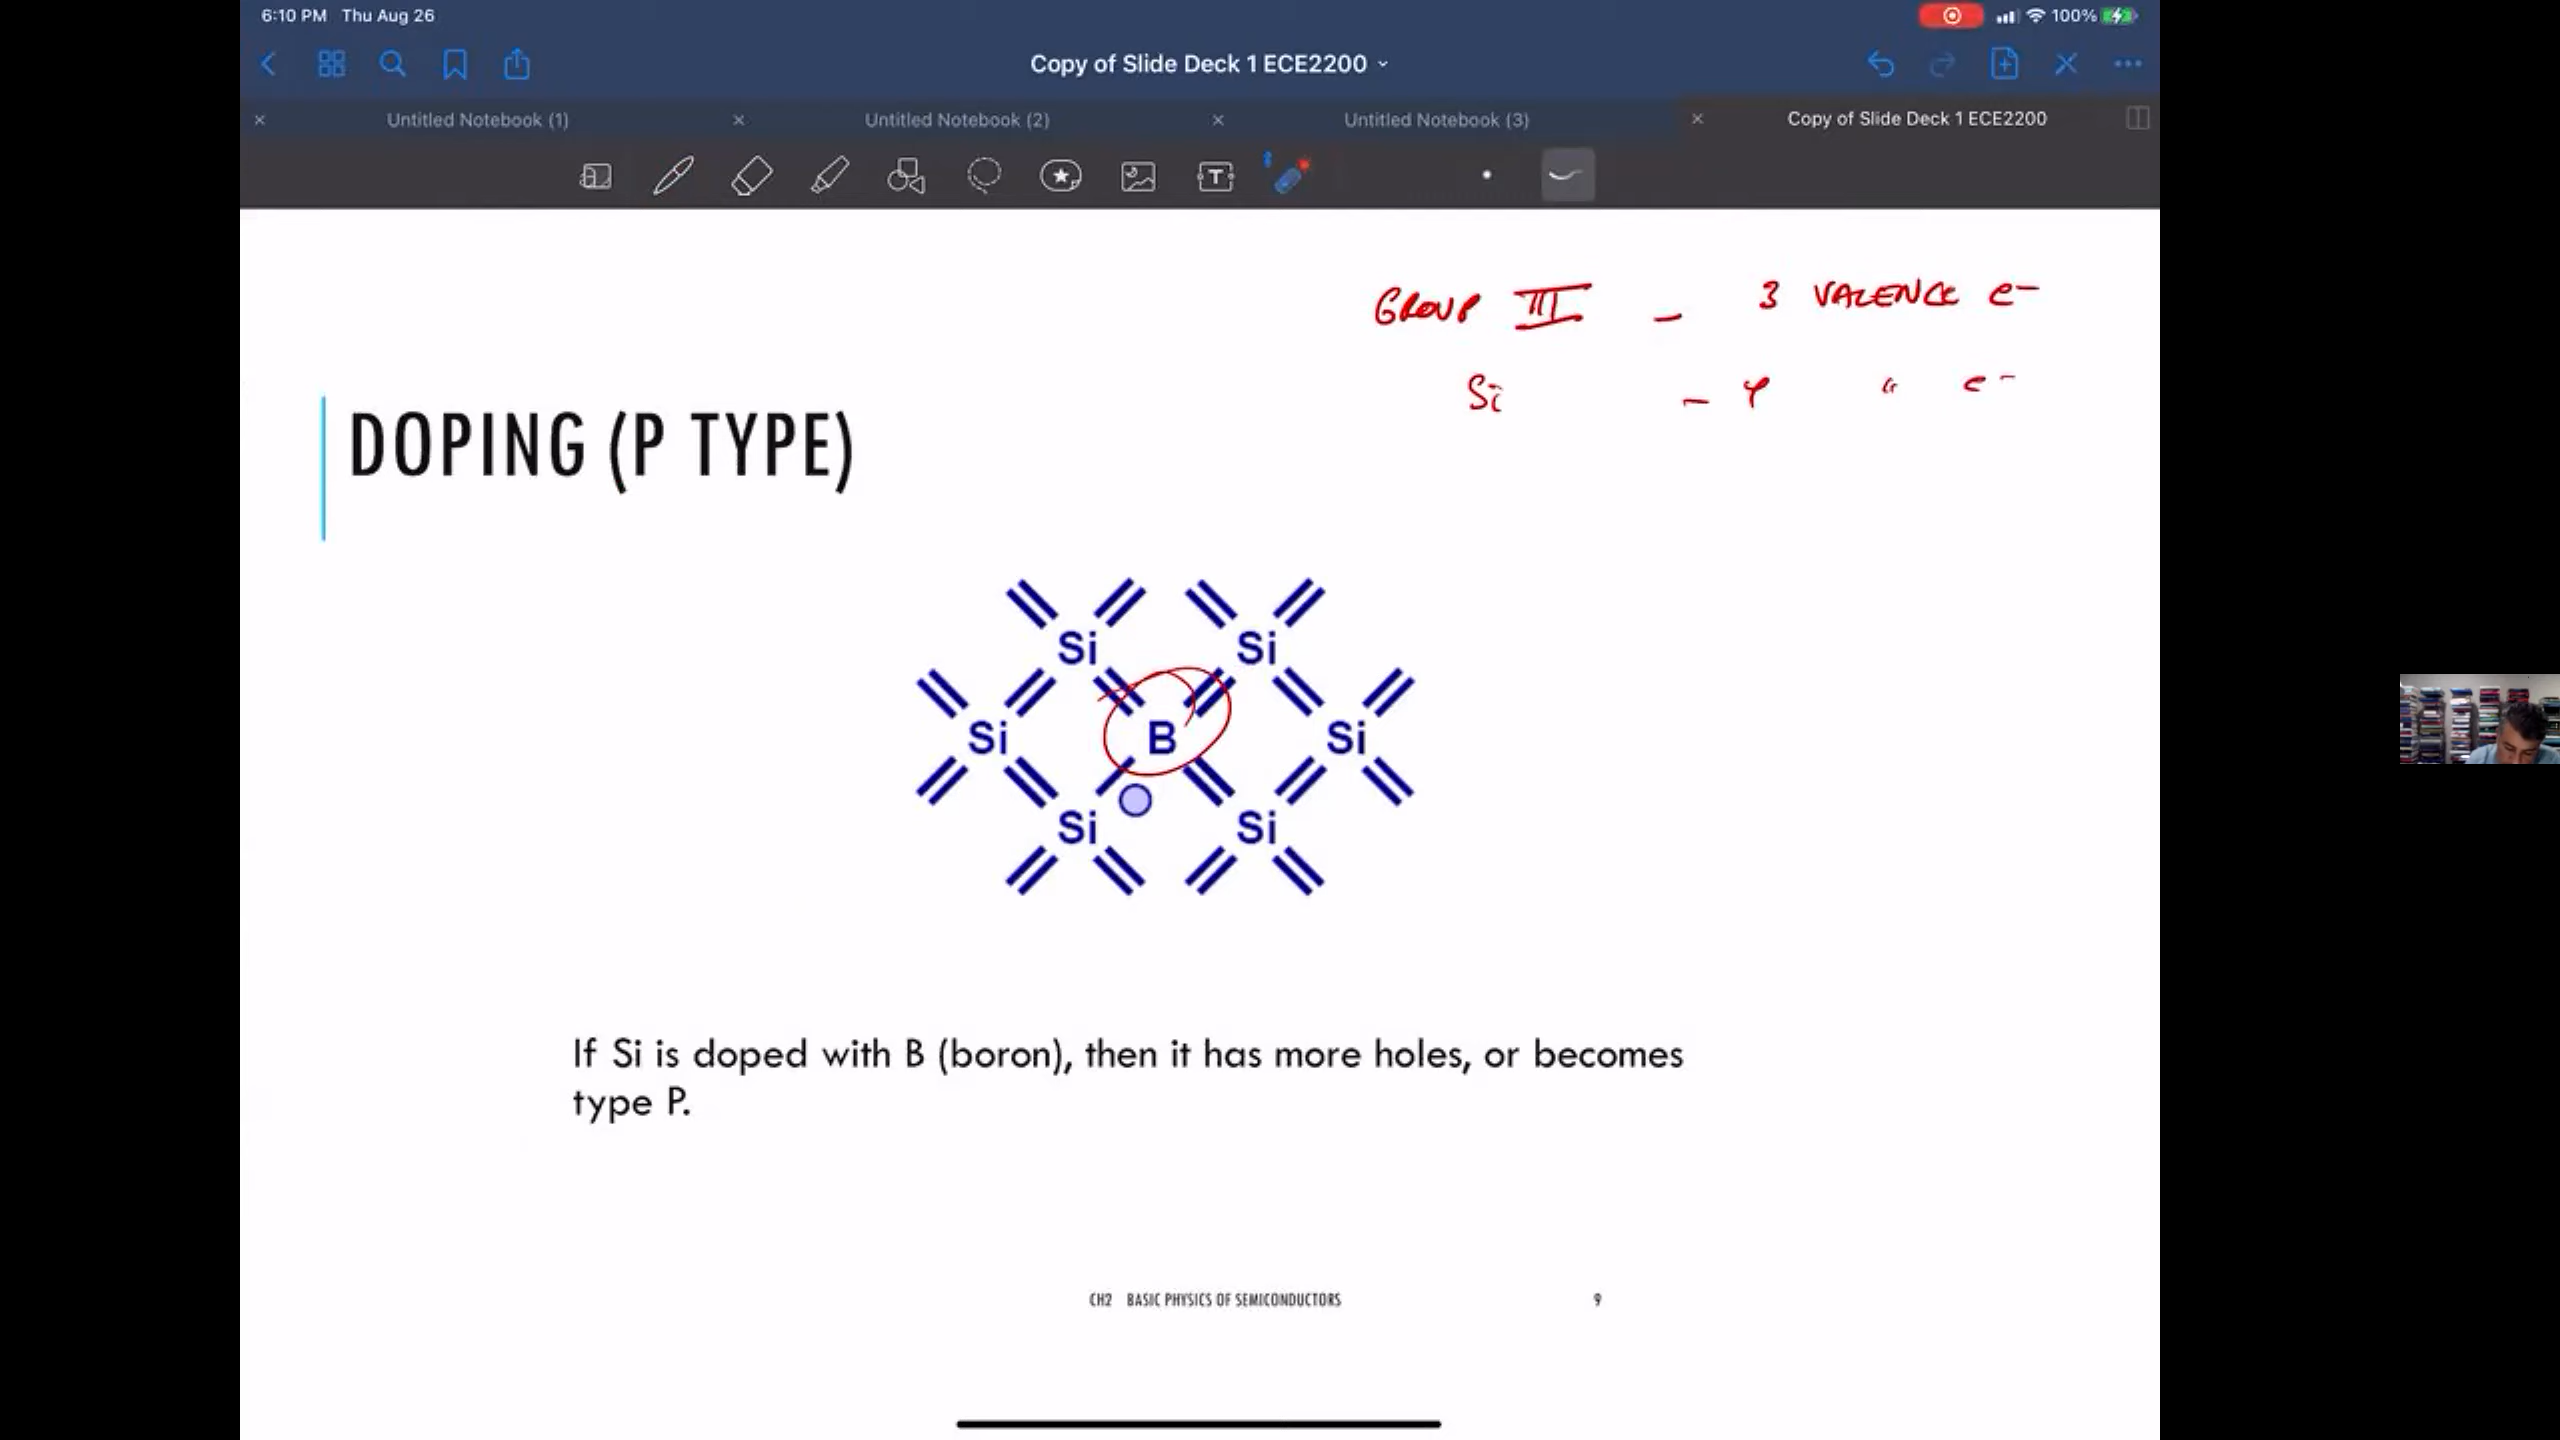 6:10 PM Thu Aug 26
100%
Copy of Slide Deck 1 ECE2200
Untitled Notebook (1)
Untitled Notebook (2)
Untitled Notebook (3)
Copy of Slide Deck 1 ECE2200
GROUP III - 3 VALENCE e-
Si - 4 " e-
DOPING (P TYPE)
Si Si
Si B Si
Si Si
If Si is doped with B (boron), then it has more holes, or becomes
type P.
CH2 BASIC PHYSICS OF SEMICONDUCTORS 9